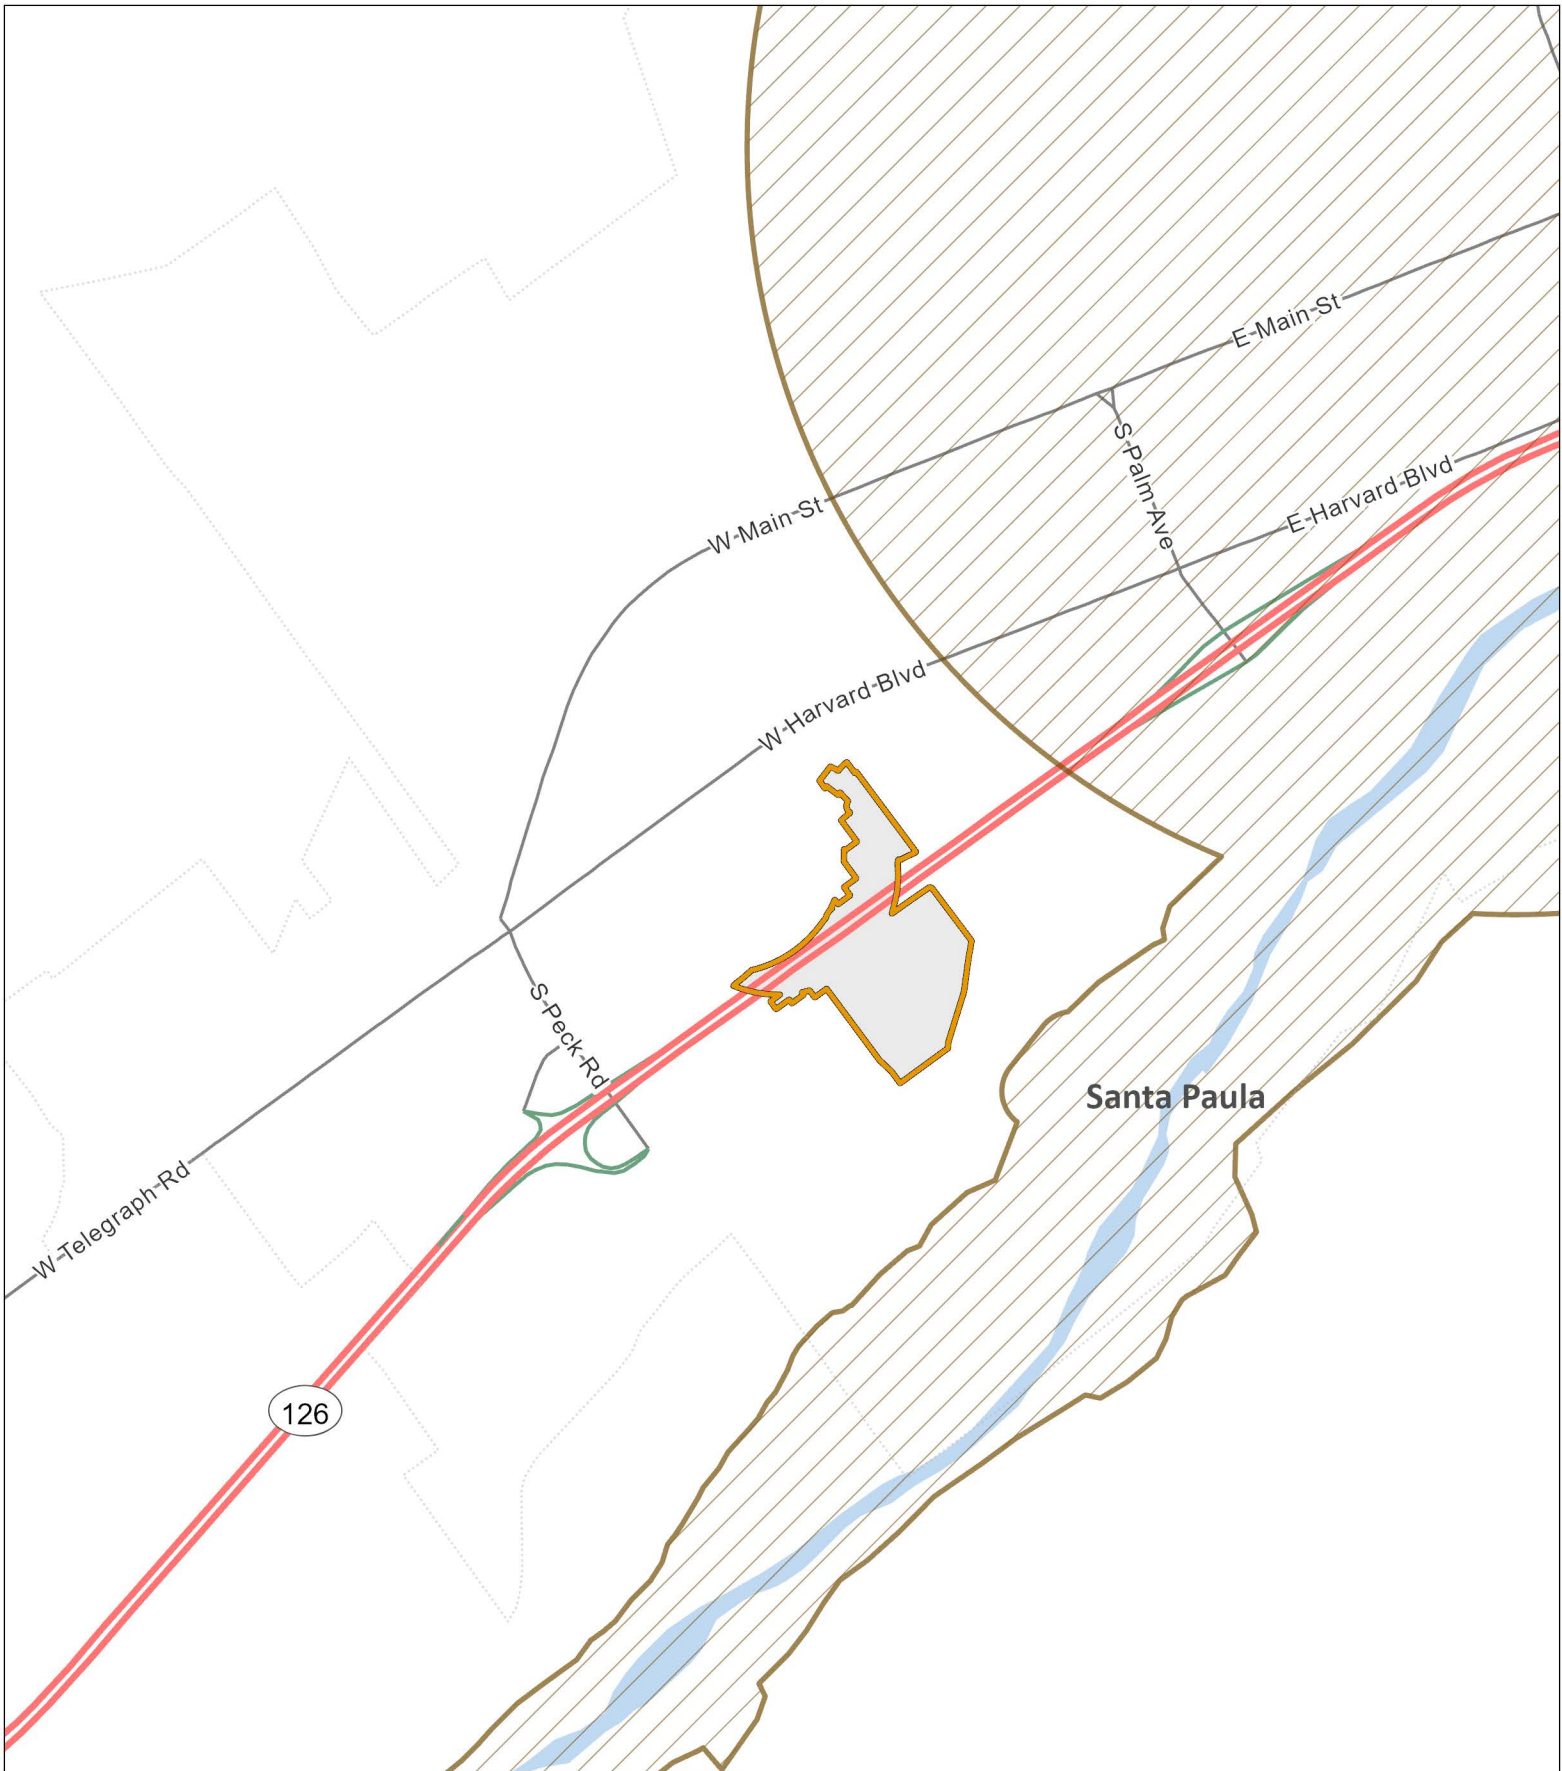 E-Main-St
S-Palm-Ave
E-Harvard-Blvd
W-Main-St
W-Harvard-Blvd
S-Peck-Rd
Santa Paula
W-Telegraph-Rd
126